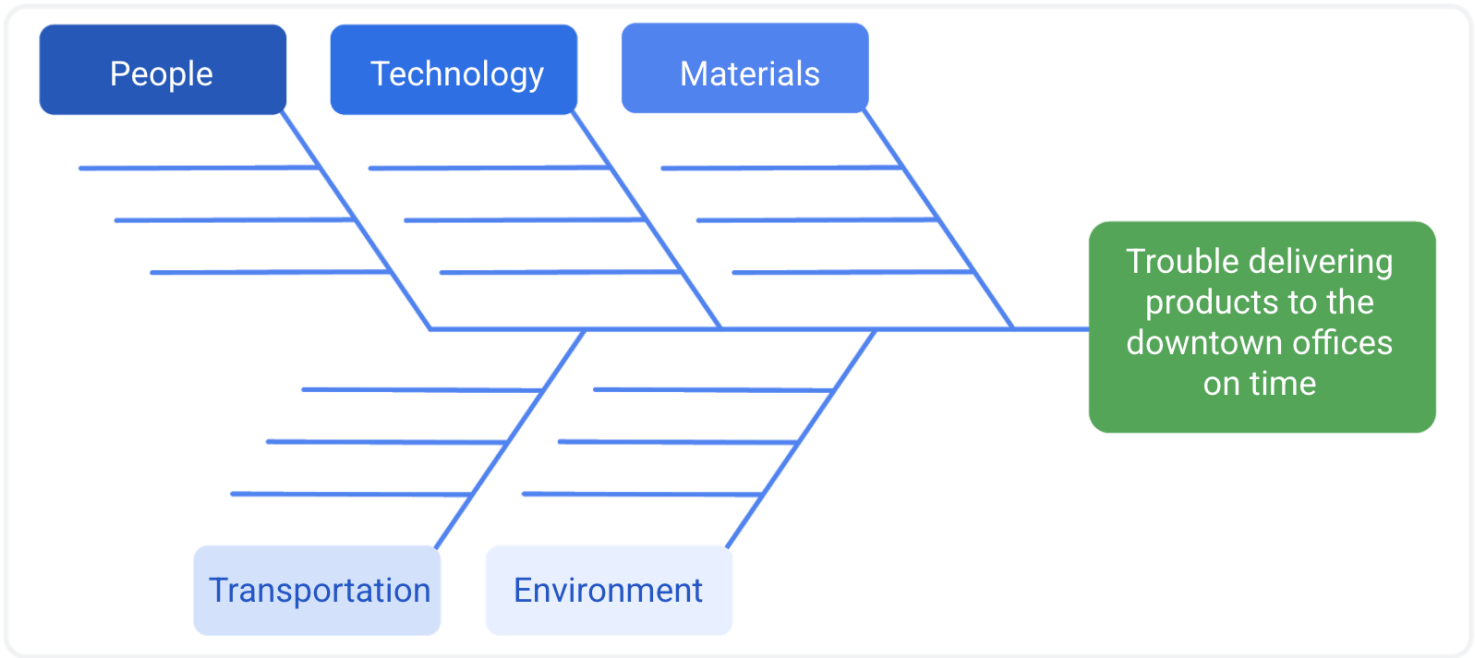 People
Technology
Materials
Trouble delivering
products to the
downtown offices
on time
Transportation
Environment